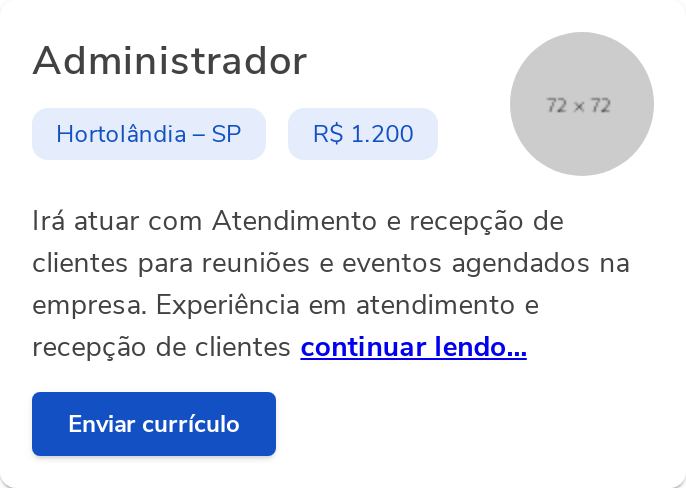 Administrador
72 × 72
Hortolândia – SP
R$ 1.200
Irá atuar com Atendimento e recepção de
clientes para reuniões e eventos agendados na
empresa. Experiência em atendimento e
recepção de clientes continuar lendo...
Enviar currículo